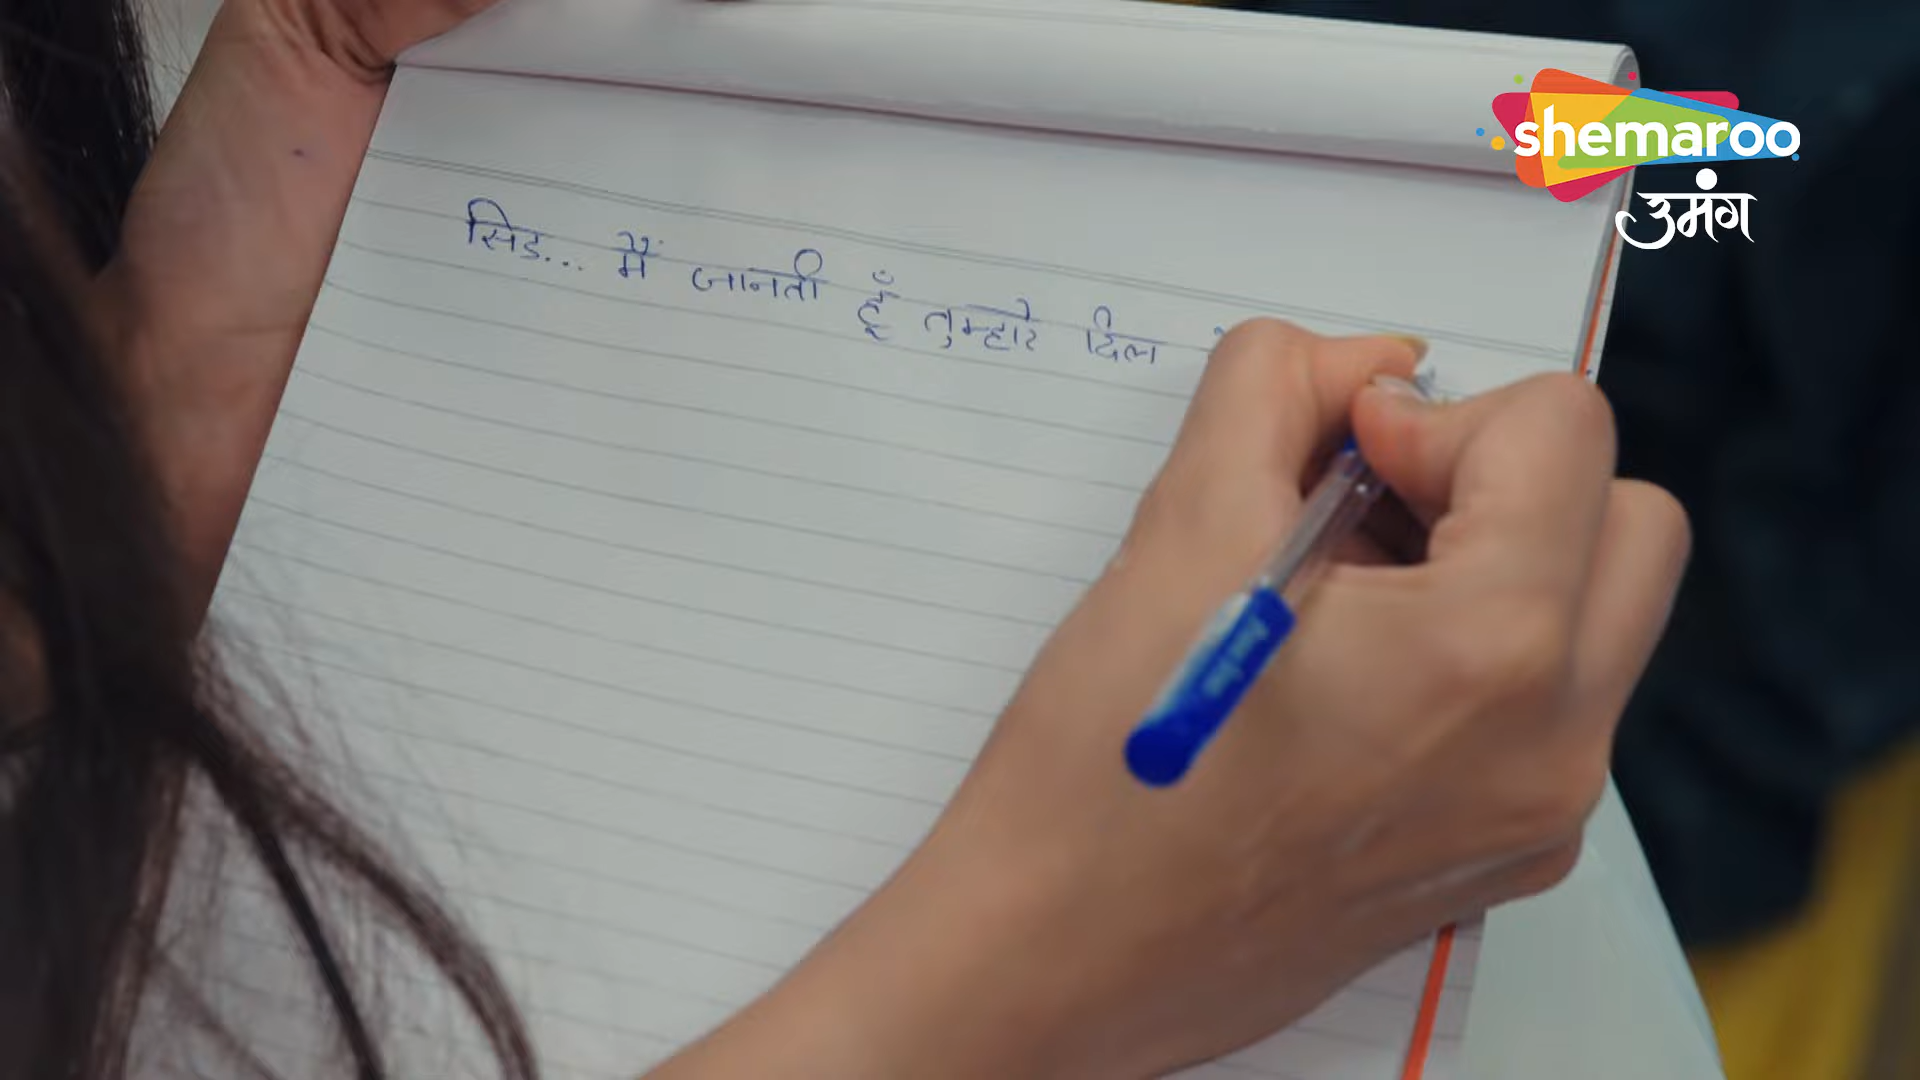 shemaroo
उमंग
सिड... मैं जानती हूँ तुम्हारे दिल